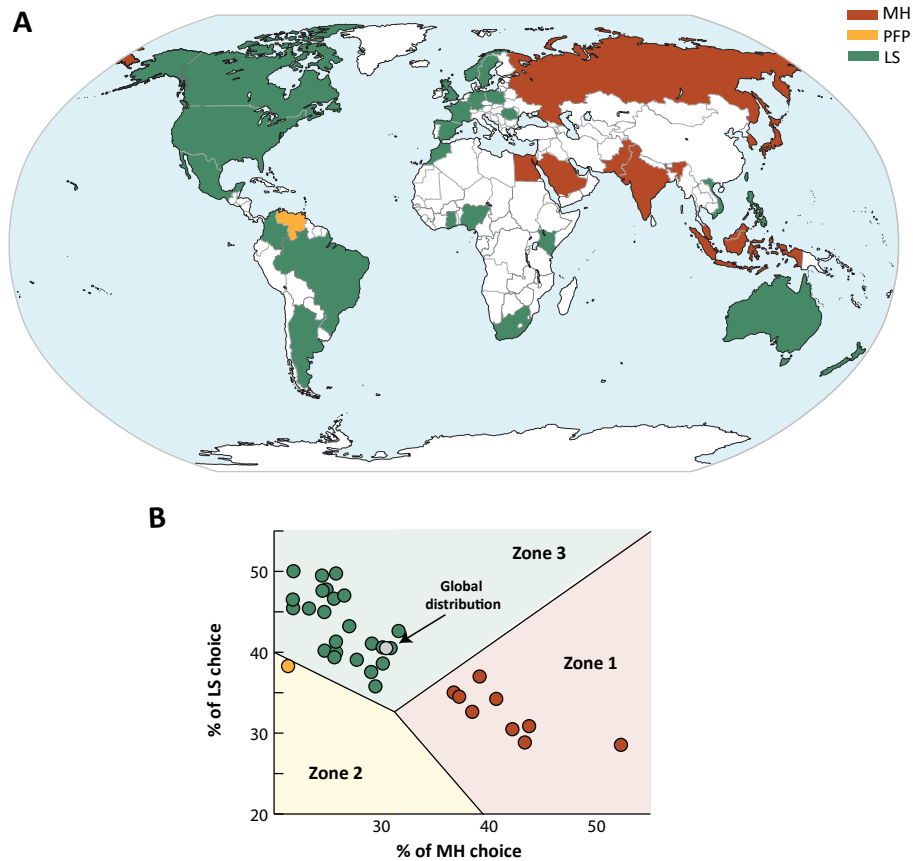 A
MH
PFP
LS
B
Zone 3
Global
distribution
Zone 1
Zone 2
50
40
30
20
% of LS choice
30
40
50
% of MH choice